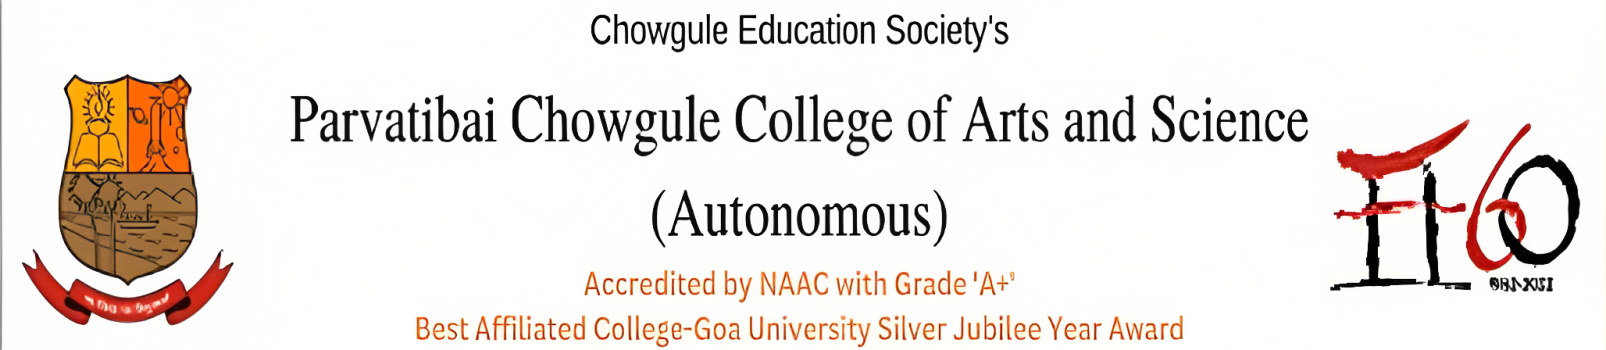 Chowgule Education Society's
Parvatibai Chowgule College of Arts and Science
(Autonomous)
Accredited by NAAC with Grade 'A+'
Best Affiliated College-Goa University Silver Jubilee Year Award
60